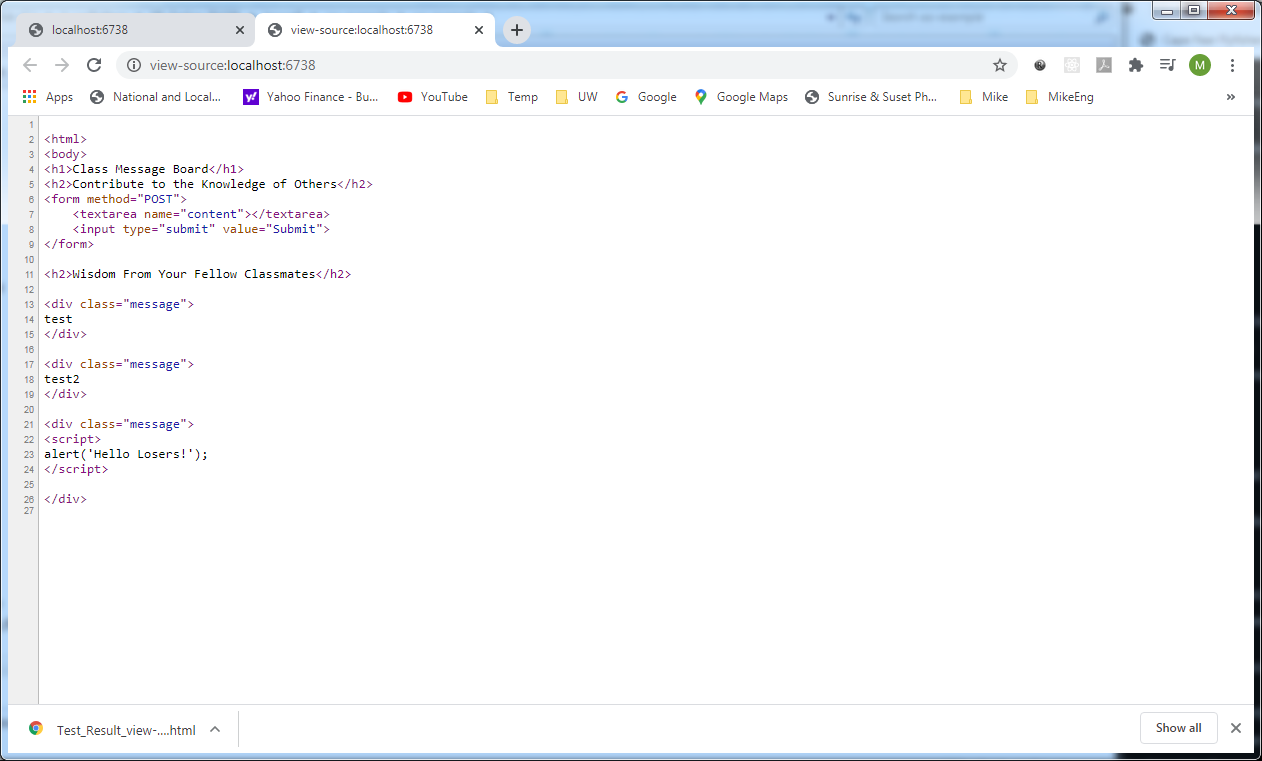 localhost:6738
view-source:localhost:6738
view-source:localhost:6738
M
Apps National and Local... Yahoo Finance - Bu... YouTube Temp UW Google Google Maps Sunrise & Suset Ph... Mike MikeEng »
1
2 <html>
3 <body>
4 <h1>Class Message Board</h1>
5 <h2>Contribute to the Knowledge of Others</h2>
6 <form method="POST">
7     <textarea name="content"></textarea>
8     <input type="submit" value="Submit">
9 </form>
10
11 <h2>Wisdom From Your Fellow Classmates</h2>
12
13 <div class="message">
14 test
15 </div>
16
17 <div class="message">
18 test2
19 </div>
20
21 <div class="message">
22 <script>
23 alert('Hello Losers!');
24 </script>
25
26 </div>
27
Test_Result_view-....html
Show all